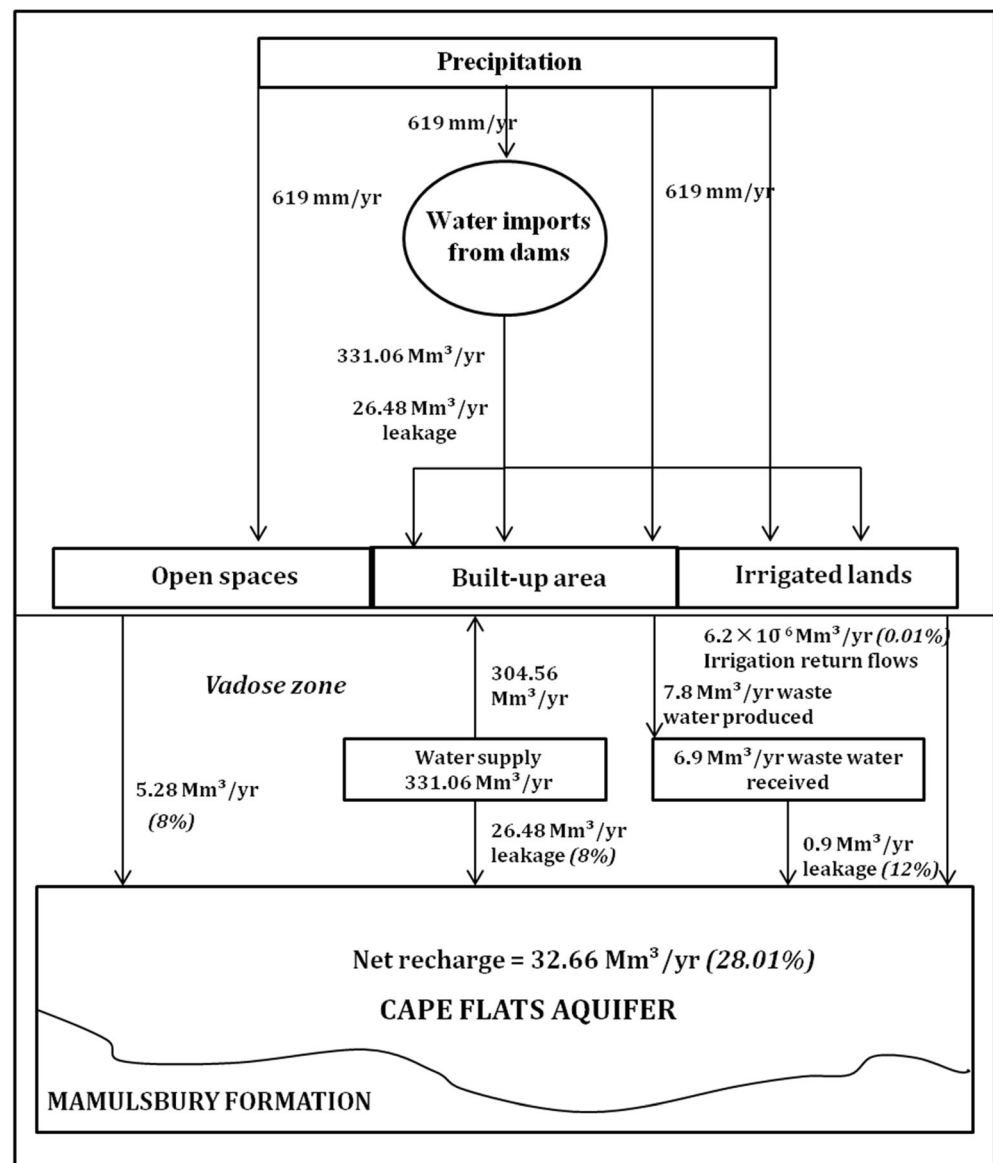 Precipitation
619 mm/yr
619 mm/yr
619 mm/yr
Water imports
from dams
331.06 Mm³/yr
26.48 Mm³/yr
leakage
Open spaces
Built-up area
Irrigated lands
6.2×10⁻⁶ Mm³/yr (0.01%)
Irrigation return flows
Vadose zone
304.56
Mm³/yr
7.8 Mm³/yr waste
water produced
Water supply
331.06 Mm³/yr
6.9 Mm³/yr waste water
received
5.28 Mm³/yr
(8%)
26.48 Mm³/yr
leakage (8%)
0.9 Mm³/yr
leakage (12%)
Net recharge = 32.66 Mm³/yr (28.01%)
CAPE FLATS AQUIFER
MAMULSBURY FORMATION